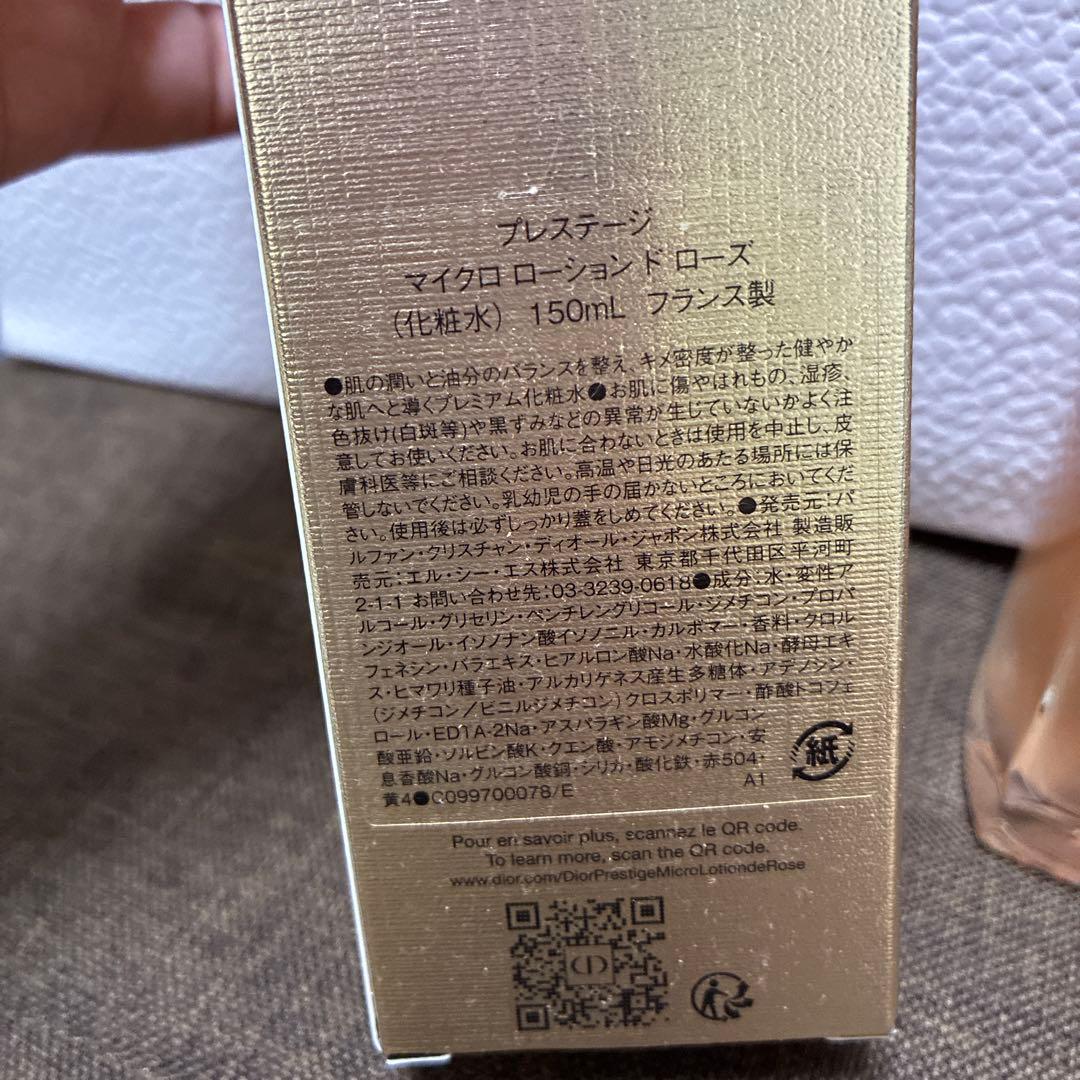 プレステージ
マイクロ ローション ド ローズ
(化粧水) 150mL フランス製
●肌の潤いと油分のバランスを整え、キメ密度が整った健やか
な肌へと導くプレミアム化粧水●お肌に傷やはれもの、湿疹、
色抜け(白斑等)や黒ずみなどの異常が生じていないかよく注
意してお使いください。お肌に合わないときは使用を中止し、皮
膚科医等にご相談ください。高温や日光のあたる場所には保
管しないでください。乳幼児の手の届かないところにおいてくだ
さい。使用後は必ずしっかり蓋をしめてください。●発売元:パ
ルファン・クリスチャン・ディオール・ジャポン株式会社 製造販
売元:エル・シー・エス株式会社 東京都千代田区平河町
2-1-1 お問い合わせ先:03-3239-0618●成分:水・変性ア
ルコール・グリセリン・ペンチレングリコール・ジメチコン・プロパ
ンジオール・イソノナン酸イソノニル・カルボマー・香料・クロル
フェネシン・バラエキス・ヒアルロン酸Na・水酸化Na・酵母エキ
ス・ヒマワリ種子油・アルカリゲネス産生多糖体・アデノシン・
(ジメチコン/ビニルジメチコン)クロスポリマー・酢酸トコフェ
ロール・EDTA-2Na・アスパラギン酸Mg・グルコン
酸亜鉛・ソルビン酸K・クエン酸・アモジメチコン・安
息香酸Na・グルコン酸銅・シリカ・酸化鉄・赤504・
黄4●C099700078/E A1
紙
Pour en savoir plus, scannez le QR code.
To learn more, scan the QR code.
www.dior.com/DiorPrestigeMicroLotiondeRose
CD